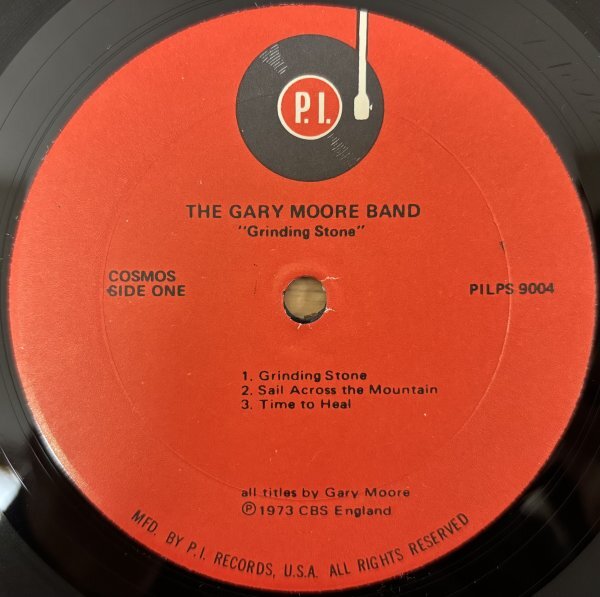 P.I.
THE GARY MOORE BAND
"Grinding Stone"
COSMOS
SIDE ONE
PILPS 9004
1. Grinding Stone
2. Sail Across the Mountain
3. Time to Heal
all titles by Gary Moore
Ⓟ1973 CBS England
MFD. BY P.I. RECORDS, U.S.A. ALL RIGHTS RESERVED